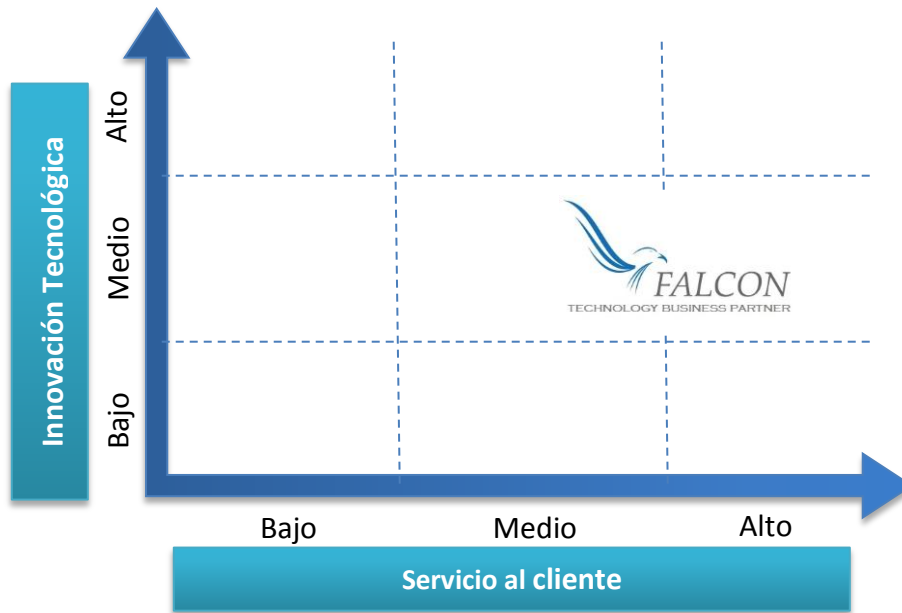 Innovación Tecnológica
Alto
Medio
Bajo
FALCON
TECHNOLOGY BUSINESS PARTNER
Bajo Medio Alto
Servicio al cliente